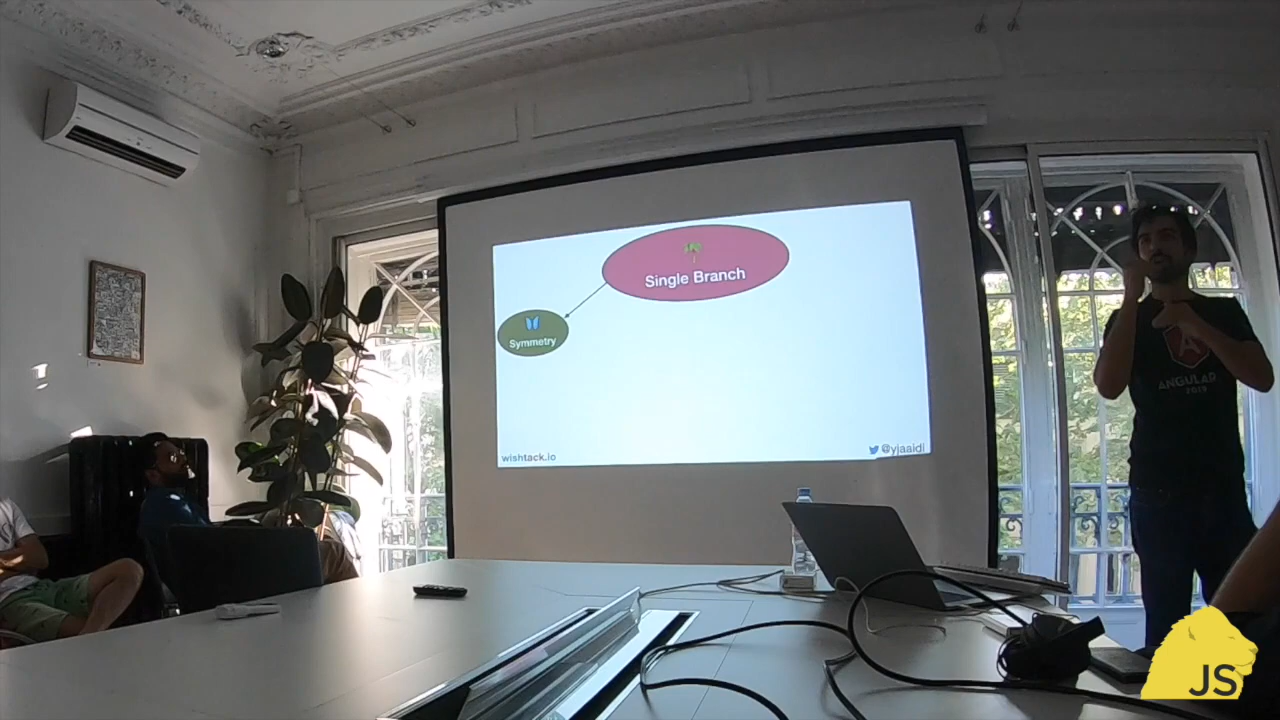 Single Branch
Symmetry
wishtack.io
@yjaaidi
ANGULAR
JS